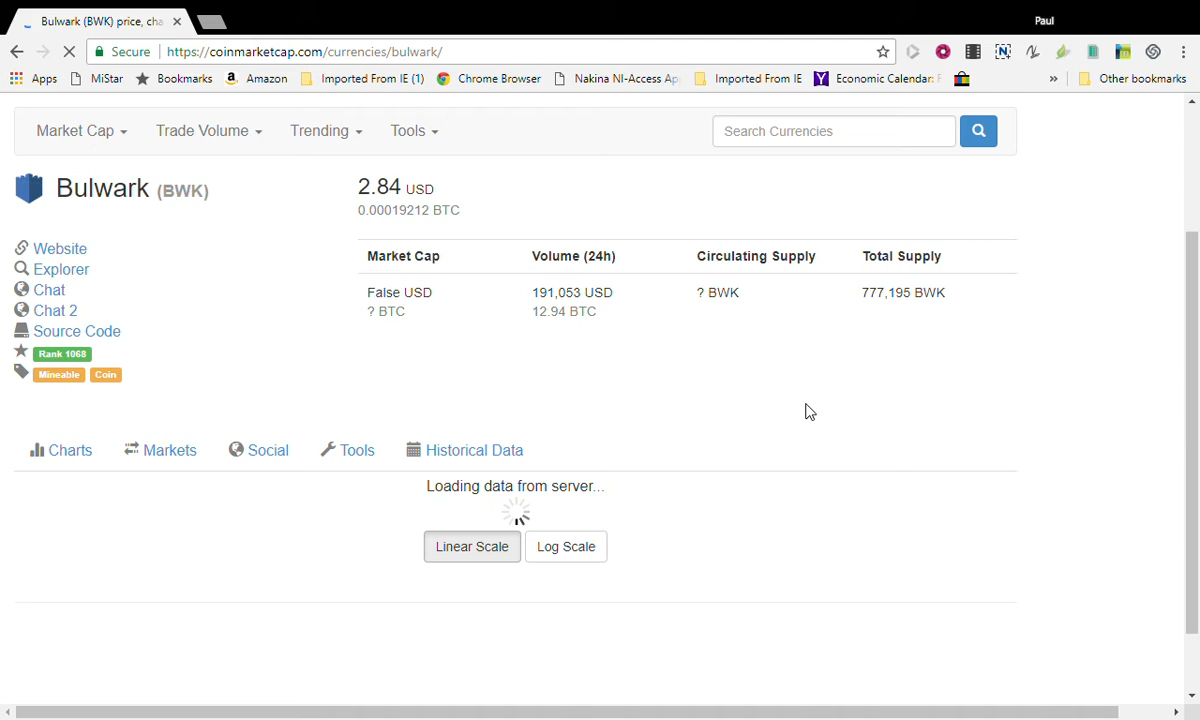 Bulwark (BWK) price, cha
Paul
Secure https://coinmarketcap.com/currencies/bulwark/
Apps MiStar Bookmarks Amazon Imported From IE (1) Chrome Browser Nakina NI-Access Ap Imported From IE Economic Calendar: F » Other bookmarks
Market Cap Trade Volume Trending Tools Search Currencies
Bulwark (BWK)
2.84 USD
0.00019212 BTC
Website
Explorer
Chat
Chat 2
Source Code
Rank 1068
Mineable Coin
Market Cap Volume (24h) Circulating Supply Total Supply
False USD 191,053 USD ? BWK 777,195 BWK
? BTC 12.94 BTC
Charts Markets Social Tools Historical Data
Loading data from server...
Linear Scale Log Scale